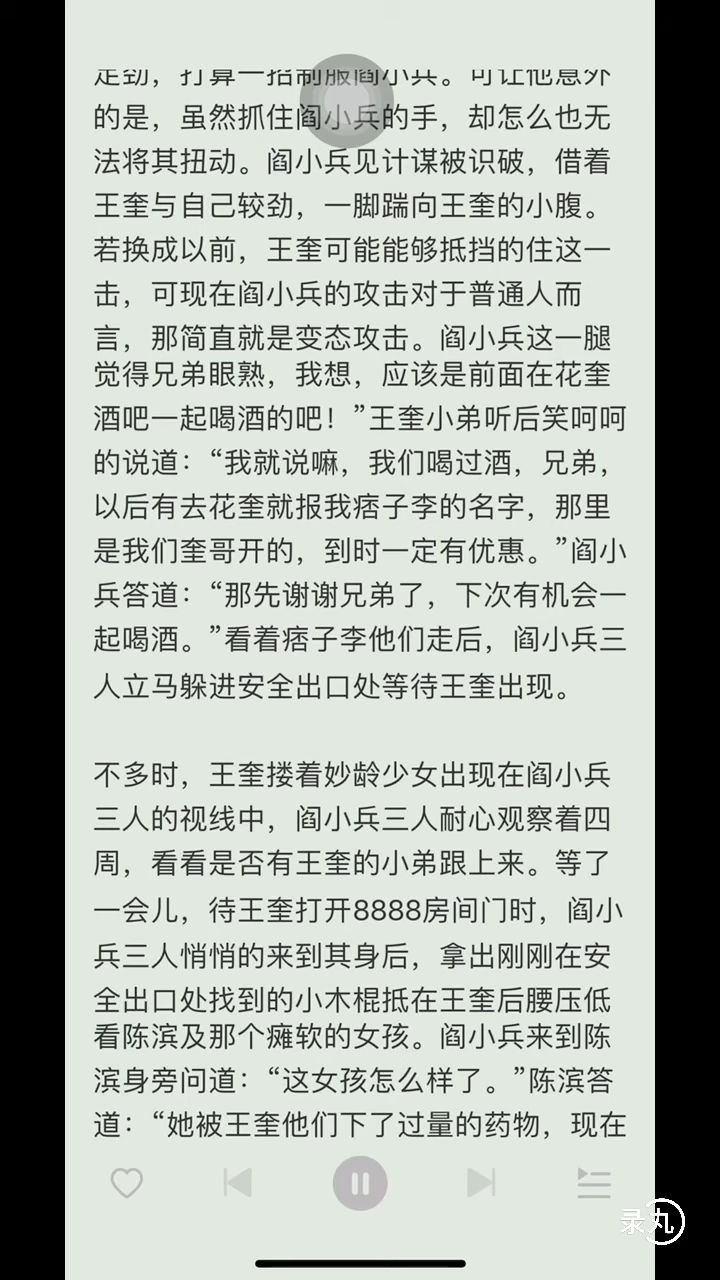 走劲，打算一招制服阎小兵。可让他意外
的是，虽然抓住阎小兵的手，却怎么也无
法将其扭动。阎小兵见计谋被识破，借着
王奎与自己较劲，一脚踹向王奎的小腹。
若换成以前，王奎可能能够抵挡的住这一
击，可现在阎小兵的攻击对于普通人而
言，那简直就是变态攻击。阎小兵这一腿
觉得兄弟眼熟，我想，应该是前面在花奎
酒吧一起喝酒的吧！”王奎小弟听后笑呵呵
的说道：“我就说嘛，我们喝过酒，兄弟，
以后有去花奎就报我痞子李的名字，那里
是我们奎哥开的，到时一定有优惠。”阎小
兵答道：“那先谢谢兄弟了，下次有机会一
起喝酒。”看着痞子李他们走后，阎小兵三
人立马躲进安全出口处等待王奎出现。
不多时，王奎搂着妙龄少女出现在阎小兵
三人的视线中，阎小兵三人耐心观察着四
周，看看是否有王奎的小弟跟上来。等了
一会儿，待王奎打开8888房间门时，阎小
兵三人悄悄的来到其身后，拿出刚刚在安
全出口处找到的小木棍抵在王奎后腰压低
看陈滨及那个瘫软的女孩。阎小兵来到陈
滨身旁问道：“这女孩怎么样了。”陈滨答
道：“她被王奎他们下了过量的药物，现在
录丸